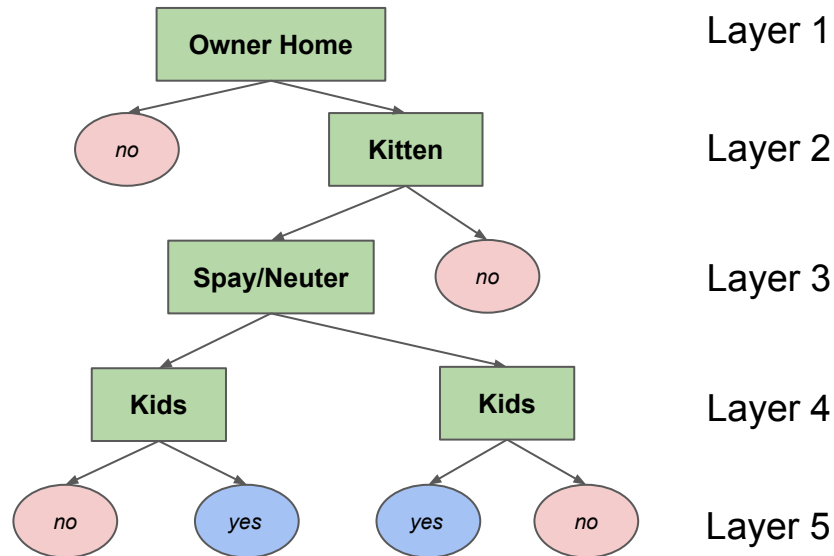 Owner Home
Layer 1
no
Kitten
Layer 2
Spay/Neuter
no
Layer 3
Kids
Kids
Layer 4
no
yes
yes
no
Layer 5